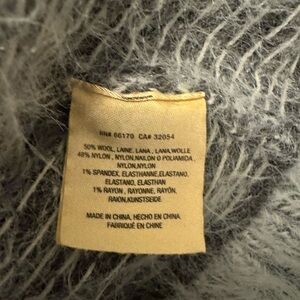 RN# 66170 CA# 32054
50% WOOL, LAINE, LANA, LANA,WOLLE
48% NYLON, NYLON,NAILON O POLIAMIDA,
NYLON,NYLON
1% SPANDEX, ELASTHANNE,ELASTANO,
ELASTANO, ELASTHAN
1% RAYON, RAYONNE, RAYÓN,
RAION,KUNSTSEIDE
MADE IN CHINA, HECHO EN CHINA.
FABRIQUÉ EN CHINE